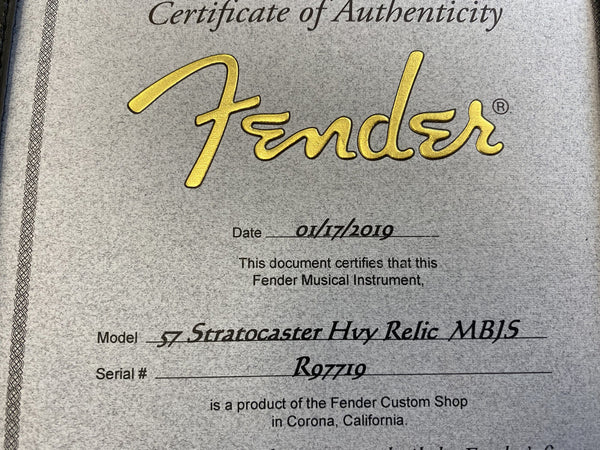 Certificate of Authenticity
Fender®
Date 01/17/2019
This document certifies that this
Fender Musical Instrument,
Model 57 Stratocaster Hvy Relic MBJS
Serial # R97719
is a product of the Fender Custom Shop
in Corona, California.